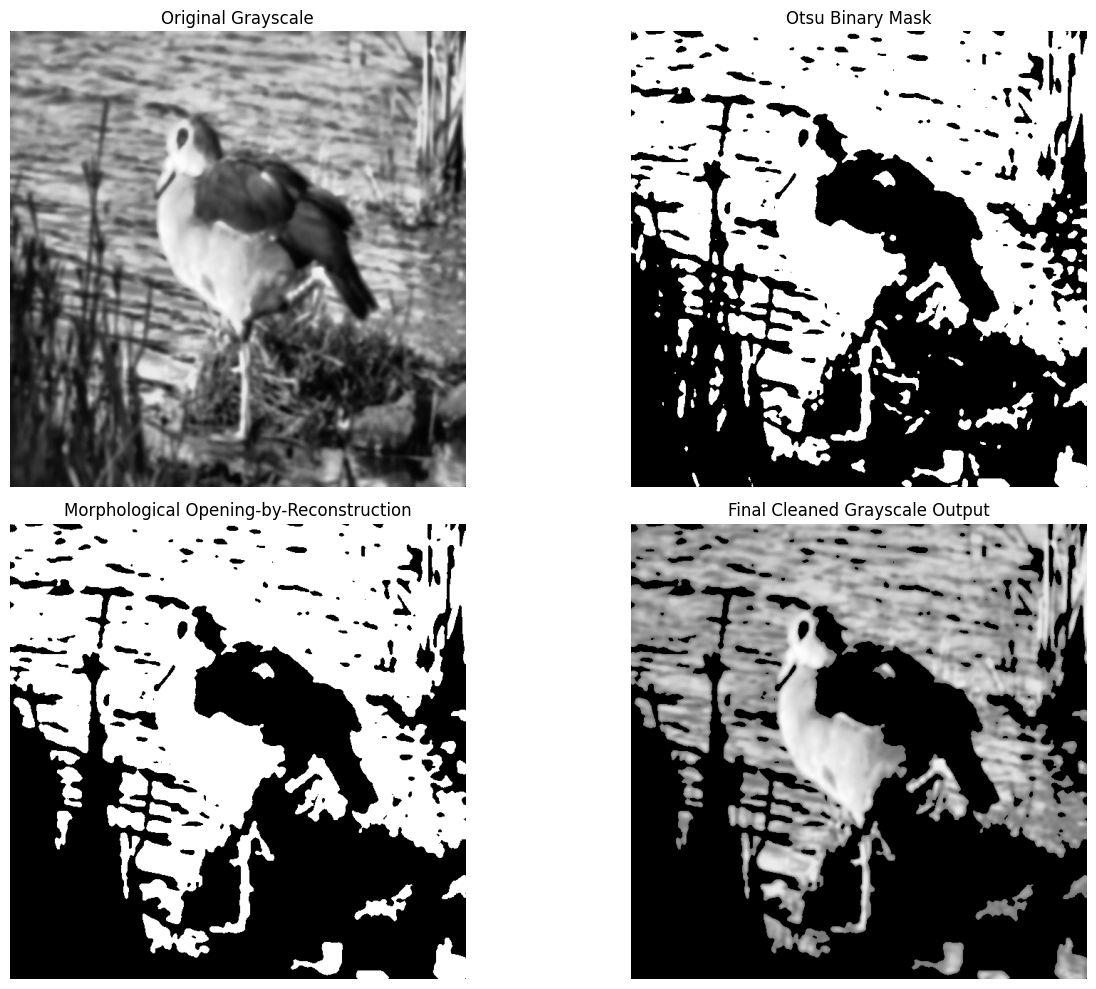 Original Grayscale
Otsu Binary Mask
Morphological Opening-by-Reconstruction
Final Cleaned Grayscale Output